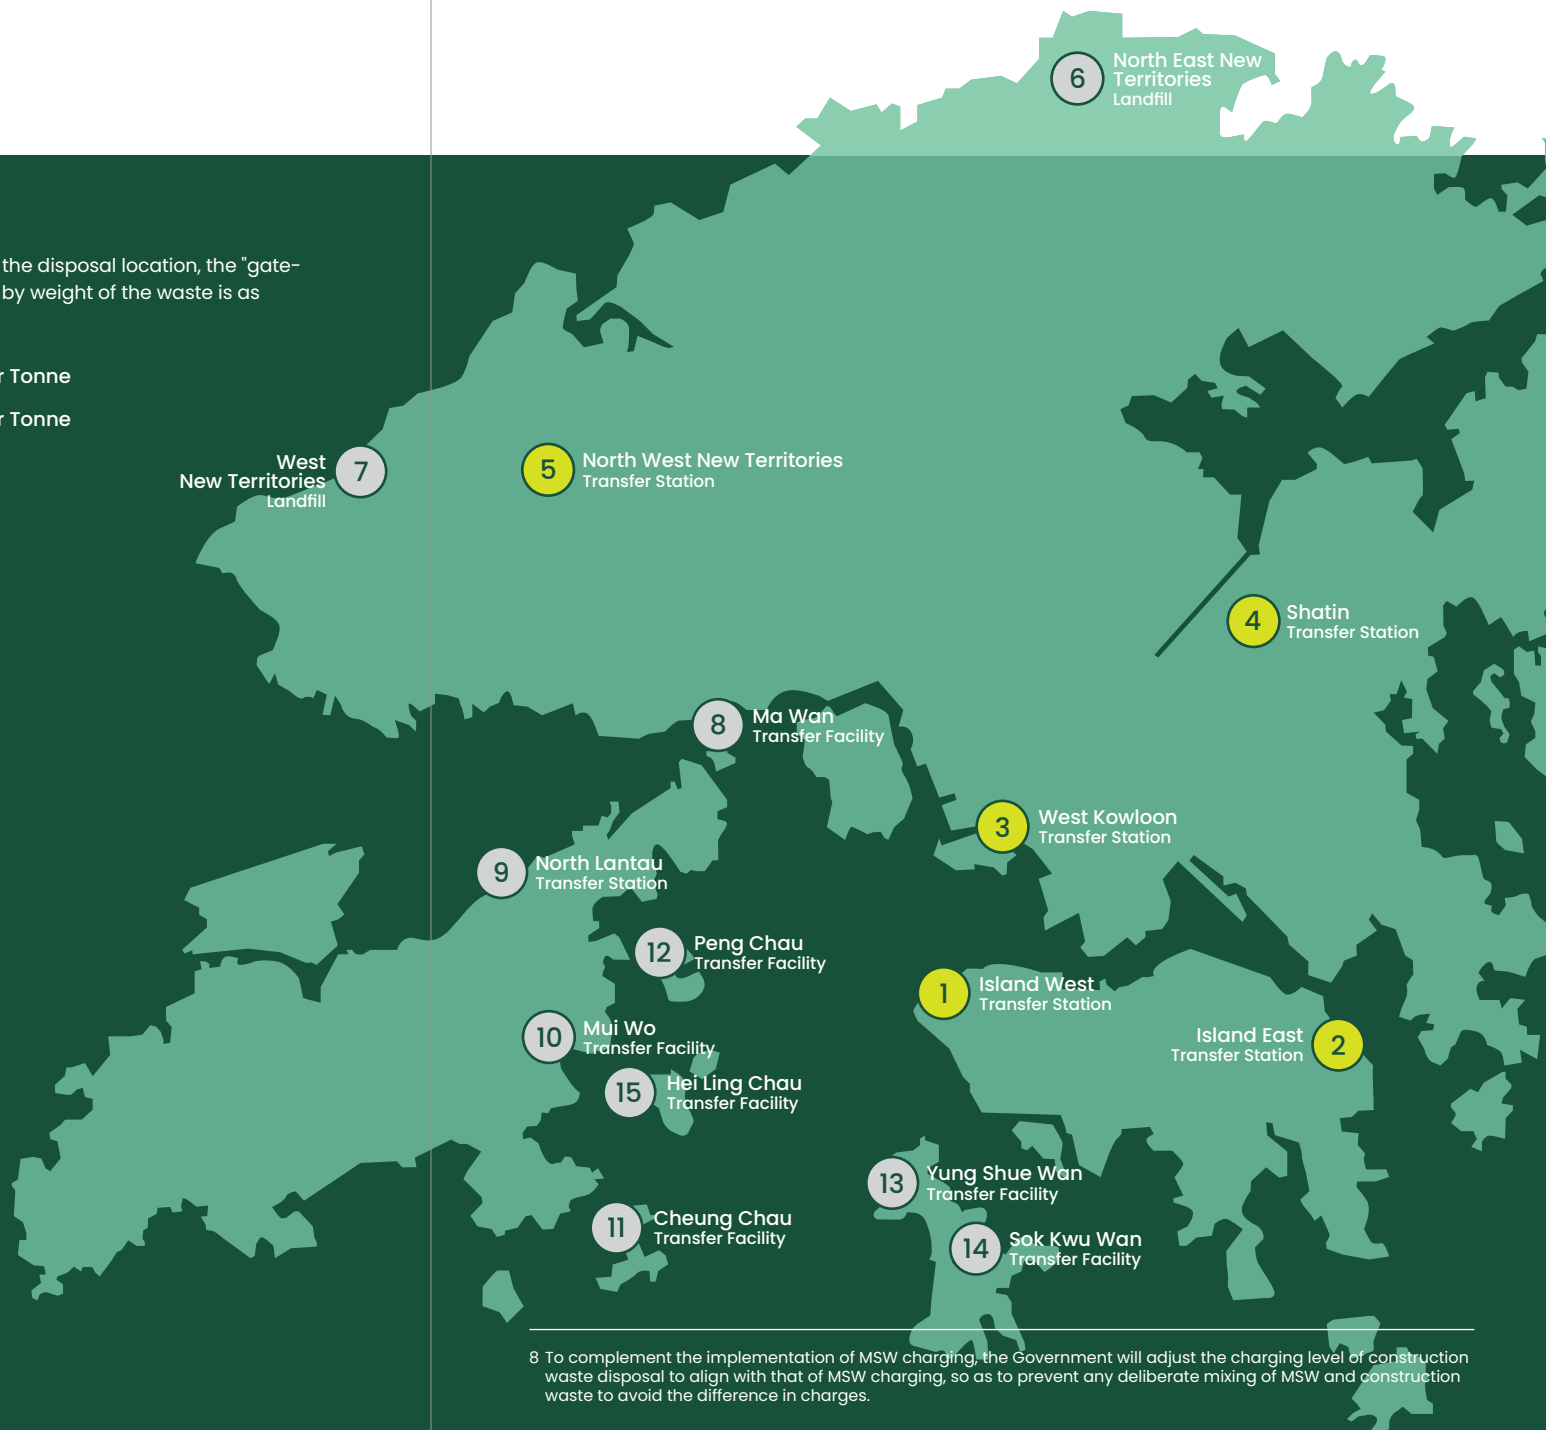 6
North East New
Territories
Landfill
the disposal location, the "gate-
by weight of the waste is as
r Tonne
r Tonne
West
New Territories
Landfill
7
5
North West New Territories
Transfer Station
4
Shatin
Transfer Station
8
Ma Wan
Transfer Facility
3
West Kowloon
Transfer Station
9
North Lantau
Transfer Station
12
Peng Chau
Transfer Facility
1
Island West
Transfer Station
10
Mui Wo
Transfer Facility
Island East
Transfer Station
2
15
Hei Ling Chau
Transfer Facility
13
Yung Shue Wan
Transfer Facility
11
Cheung Chau
Transfer Facility
14
Sok Kwu Wan
Transfer Facility
8 To complement the implementation of MSW charging, the Government will adjust the charging level of construction
waste disposal to align with that of MSW charging, so as to prevent any deliberate mixing of MSW and construction
waste to avoid the difference in charges.